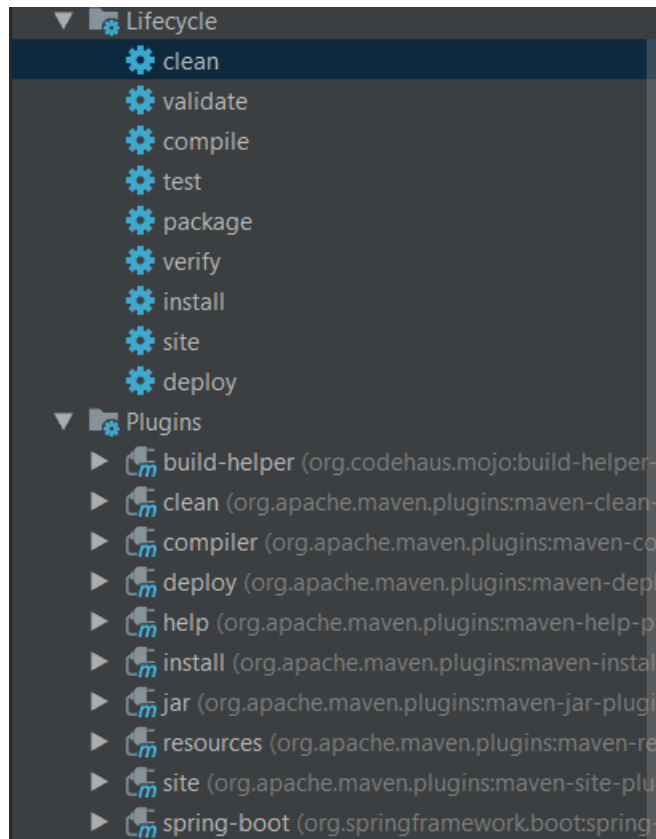 Lifecycle
clean
validate
compile
test
package
verify
install
site
deploy
Plugins
build-helper (org.codehaus.mojo:build-helper-
clean (org.apache.maven.plugins:maven-clean-
compiler (org.apache.maven.plugins:maven-co
deploy (org.apache.maven.plugins:maven-depl
help (org.apache.maven.plugins:maven-help-p
install (org.apache.maven.plugins:maven-instal
jar (org.apache.maven.plugins:maven-jar-plugi
resources (org.apache.maven.plugins:maven-re
site (org.apache.maven.plugins:maven-site-plu
spring-boot (org.springframework.boot:spring-